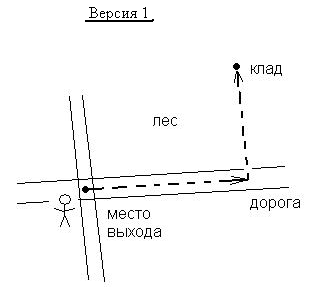 Версия 1
клад
лес
место
выхода
дорога